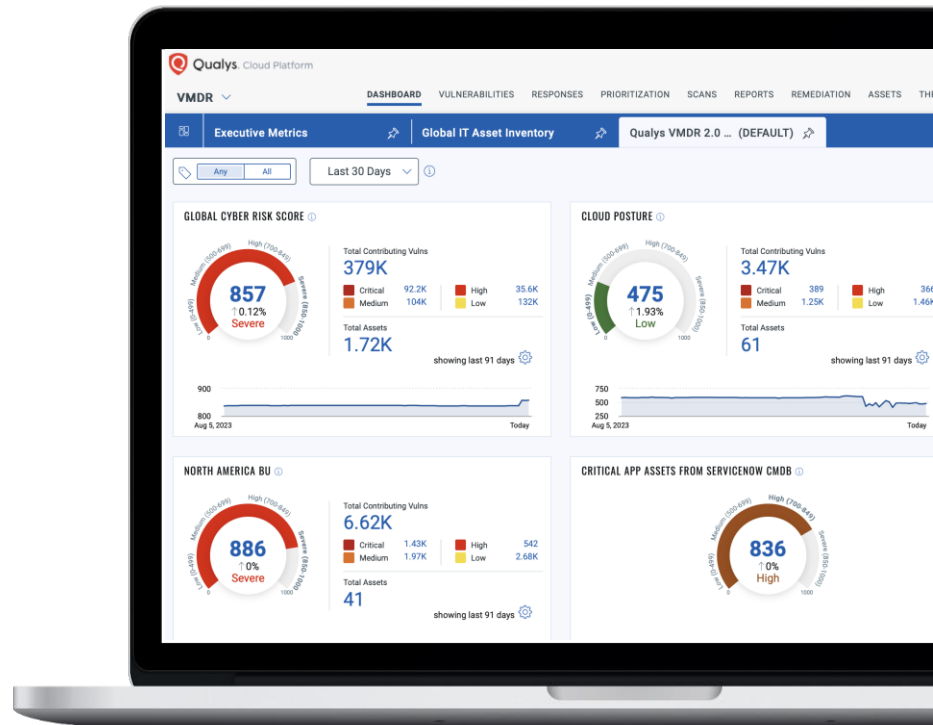 Qualys. Cloud Platform
VMDR
DASHBOARD VULNERABILITIES RESPONSES PRIORITIZATION SCANS REPORTS REMEDIATION ASSETS
Executive Metrics
Global IT Asset Inventory
Qualys VMDR 2.0 ... (DEFAULT)
Any All
Last 30 Days
GLOBAL CYBER RISK SCORE
Low (0-499) Medium (500-699) High (700-849) Severe (850-1000)
857
↑0.12%
Severe
0 1000
Total Contributing Vulns
379K
Critical 92.2K High 35.6K
Medium 104K Low 132K
Total Assets
1.72K
showing last 91 days
900
800
Aug 5, 2023 Today
CLOUD POSTURE
Low (0-499) Medium (500-699) High (700-849) Severe (850-1000)
475
↑1.93%
Low
0 1000
Total Contributing Vulns
3.47K
Critical 389 High 366
Medium 1.25K Low 1.46K
Total Assets
61
showing last 91 days
750
500
250
Aug 5, 2023 Today
NORTH AMERICA BU
Low (0-499) Medium (500-699) High (700-849) Severe (850-1000)
886
↑0%
Severe
0 1000
Total Contributing Vulns
6.62K
Critical 1.43K High 542
Medium 1.97K Low 2.68K
Total Assets
41
showing last 91 days
CRITICAL APP ASSETS FROM SERVICENOW CMDB
Low (0-499) Medium (500-699) High (700-849) Severe (850-1000)
836
↑0%
High
0 1000